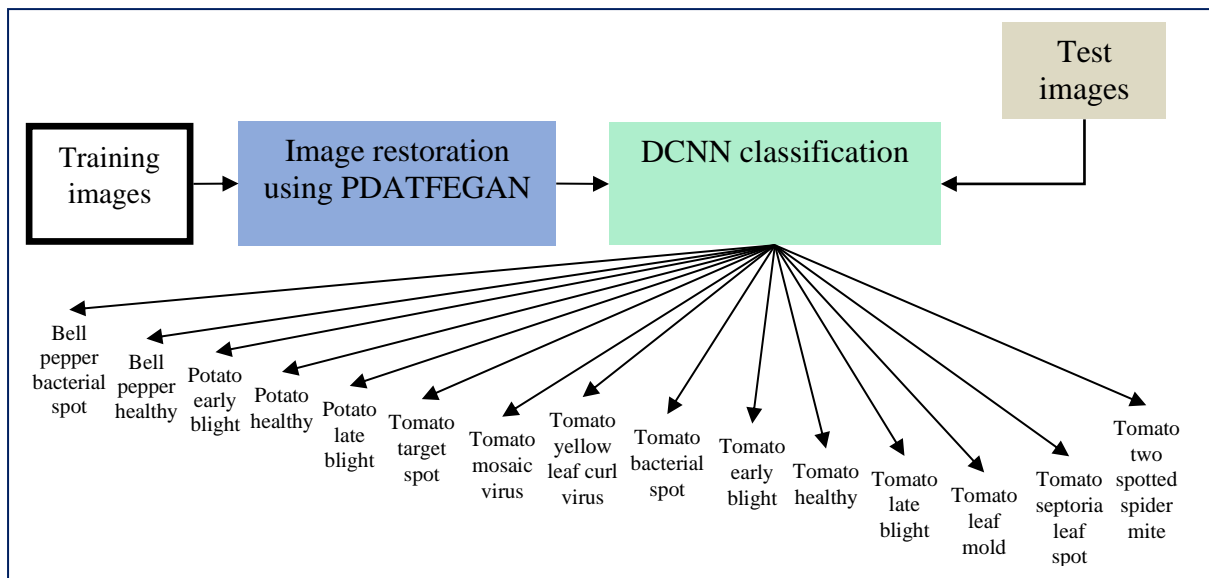 Test
images
Training
images
Image restoration
using PDATFEGAN
DCNN classification
Bell
pepper
bacterial
spot
Bell
pepper
healthy
Potato
early
blight
Potato
healthy
Potato
late
blight
Tomato
target
spot
Tomato
mosaic
virus
Tomato
yellow
leaf curl
virus
Tomato
bacterial
spot
Tomato
early
blight
Tomato
healthy
Tomato
late
blight
Tomato
leaf
mold
Tomato
septoria
leaf
spot
Tomato
two
spotted
spider
mite